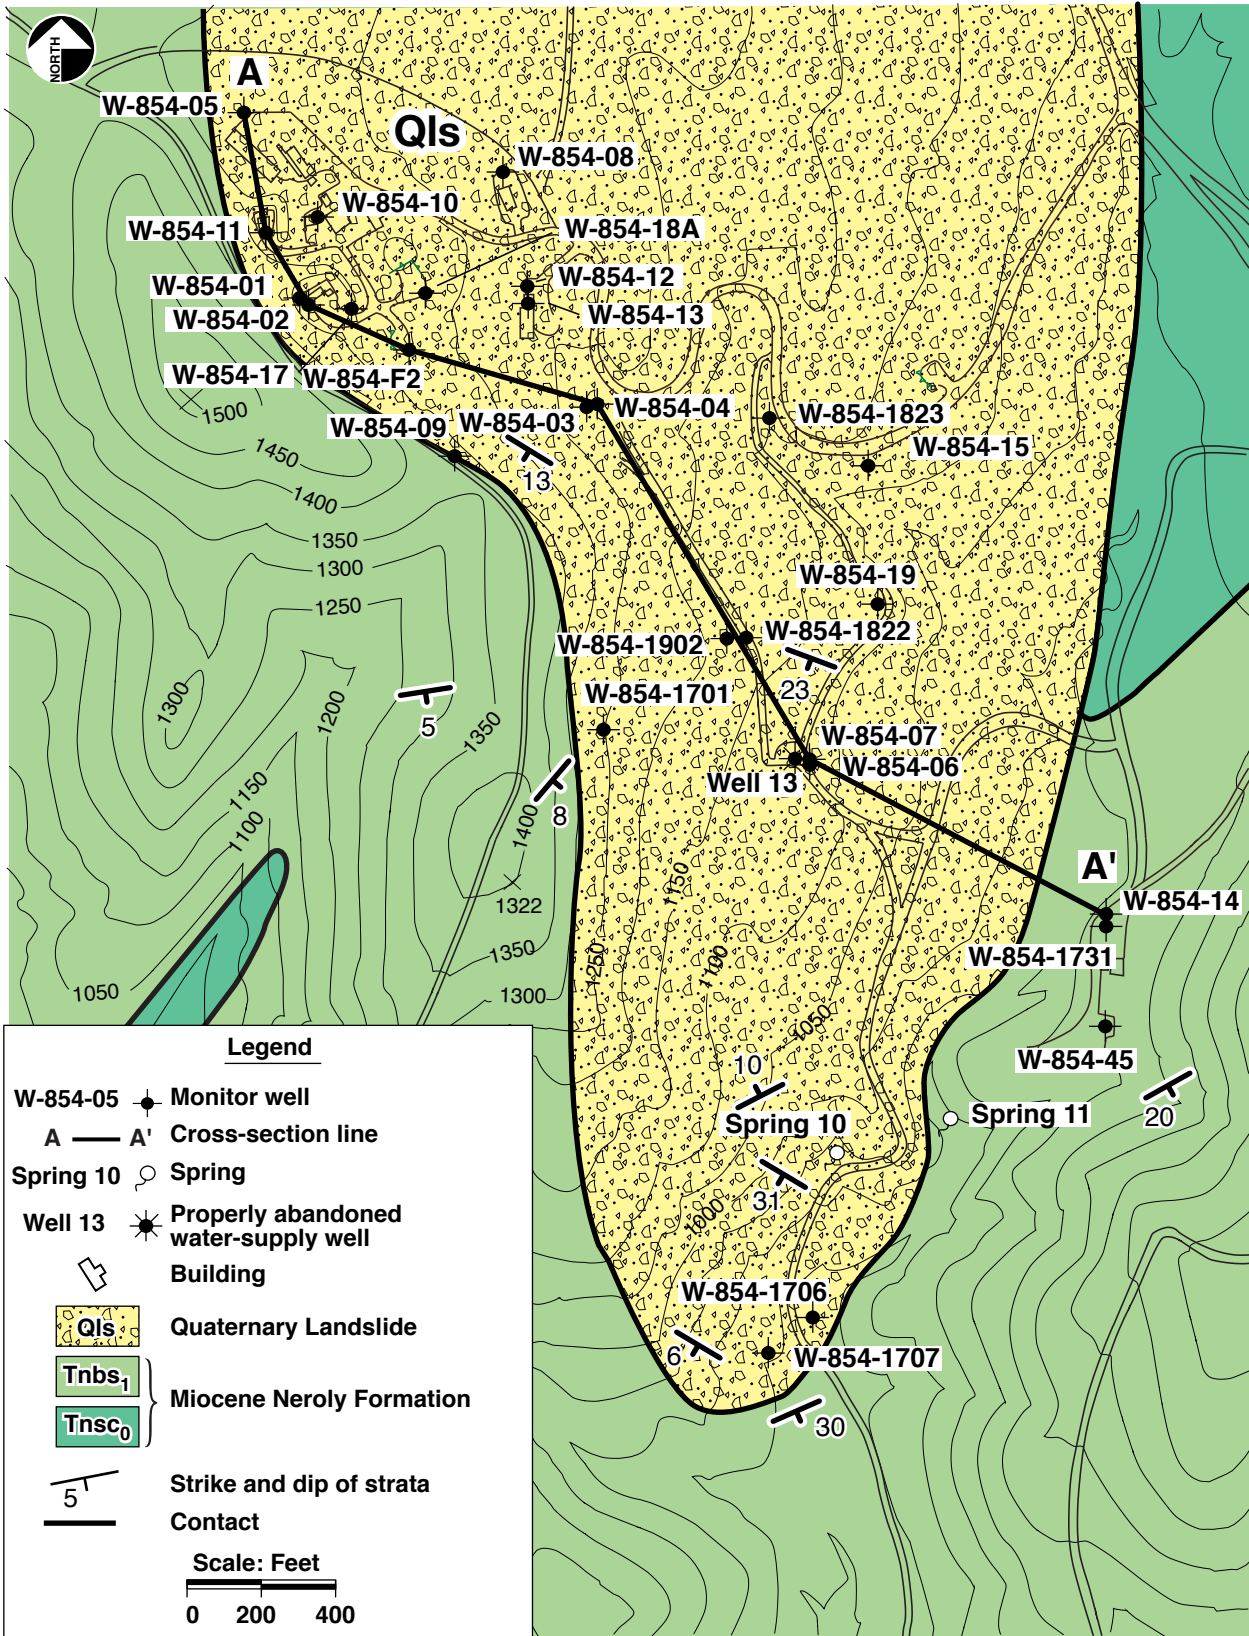 NORTH
A
W-854-05
Qls
W-854-08
W-854-10
W-854-18A
W-854-11
W-854-12
W-854-01
W-854-02
W-854-13
W-854-17
W-854-F2
1500
W-854-09
W-854-03
W-854-04
W-854-1823
W-854-15
1450
13
1400
1350
1300
1250
W-854-19
W-854-1902
W-854-1822
23
W-854-1701
1300
1200
5
1350
W-854-07
W-854-06
Well 13
1150
8
1400
1100
A'
1150
W-854-14
1322
W-854-1731
1350
1250
1100
1050
1300
1050
W-854-45
10
20
Spring 10
Spring 11
31
1000
W-854-1706
6
W-854-1707
30
Legend
W-854-05 Monitor well
A A' Cross-section line
Spring 10 Spring
Well 13 Properly abandoned
water-supply well
Building
Qls Quaternary Landslide
Tnbs1
Miocene Neroly Formation
Tnsc0
5 Strike and dip of strata
Contact
Scale: Feet
0 200 400